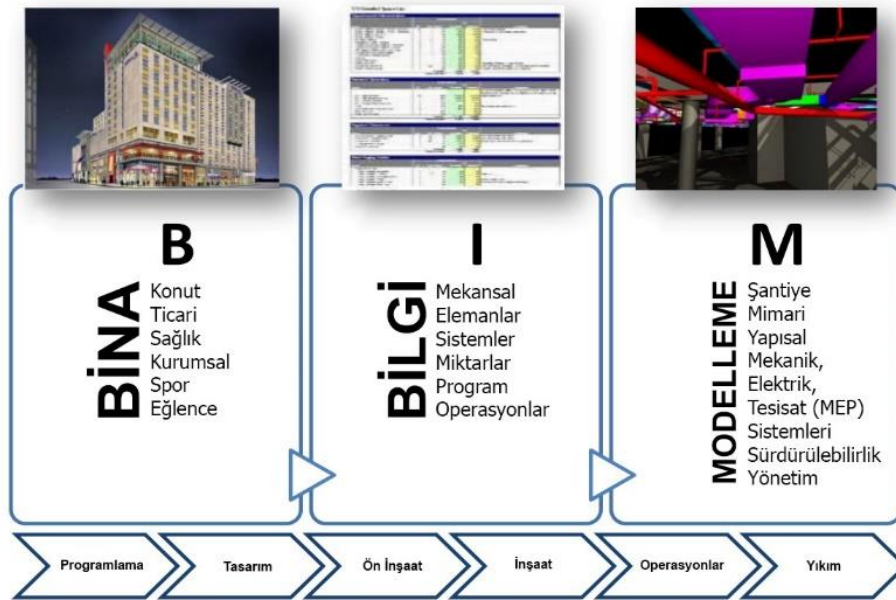 B
BİNA
Konut
Ticari
Sağlık
Kurumsal
Spor
Eğlence
I
BİLGİ
Mekansal
Elemanlar
Sistemler
Miktarlar
Program
Operasyonlar
M
MODELLEME
Şantiye
Mimari
Yapısal
Mekanik,
Elektrik,
Tesisat (MEP)
Sistemleri
Sürdürülebilirlik
Yönetim
Programlama
Tasarım
Ön İnşaat
İnşaat
Operasyonlar
Yıkım